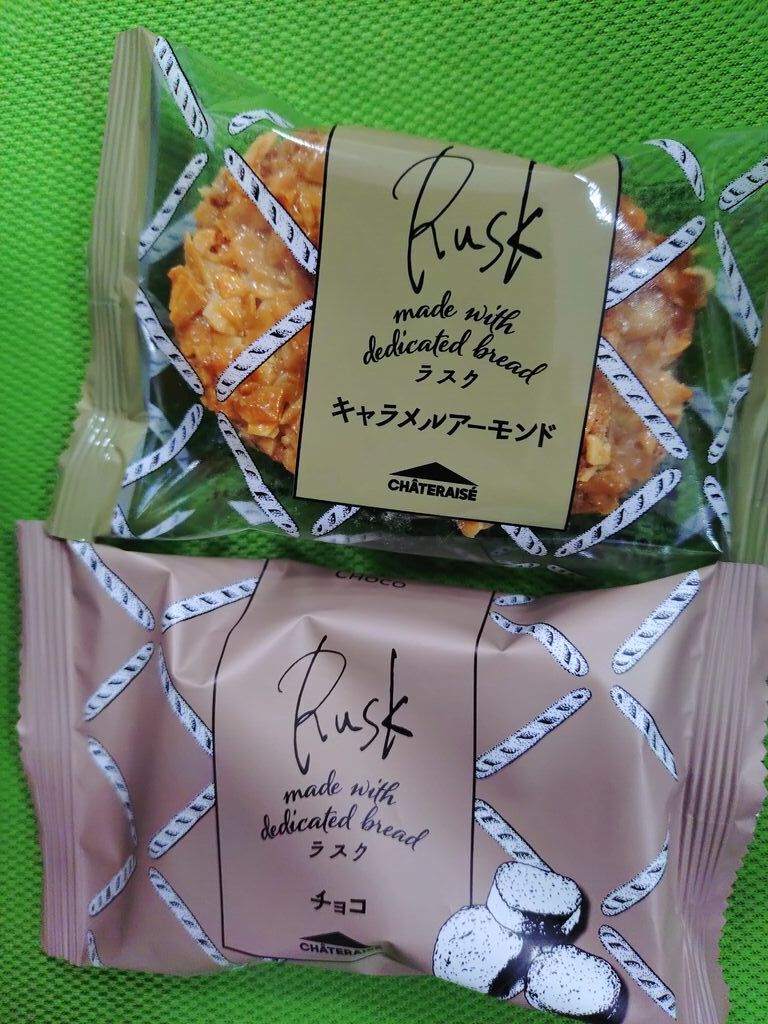 Rusk
made with
dedicated bread
ラスク
キャラメルアーモンド
CHÂTERAISÉ
CHOCO
Rusk
made with
dedicated bread
ラスク
チョコ
CHÂTERAISÉ